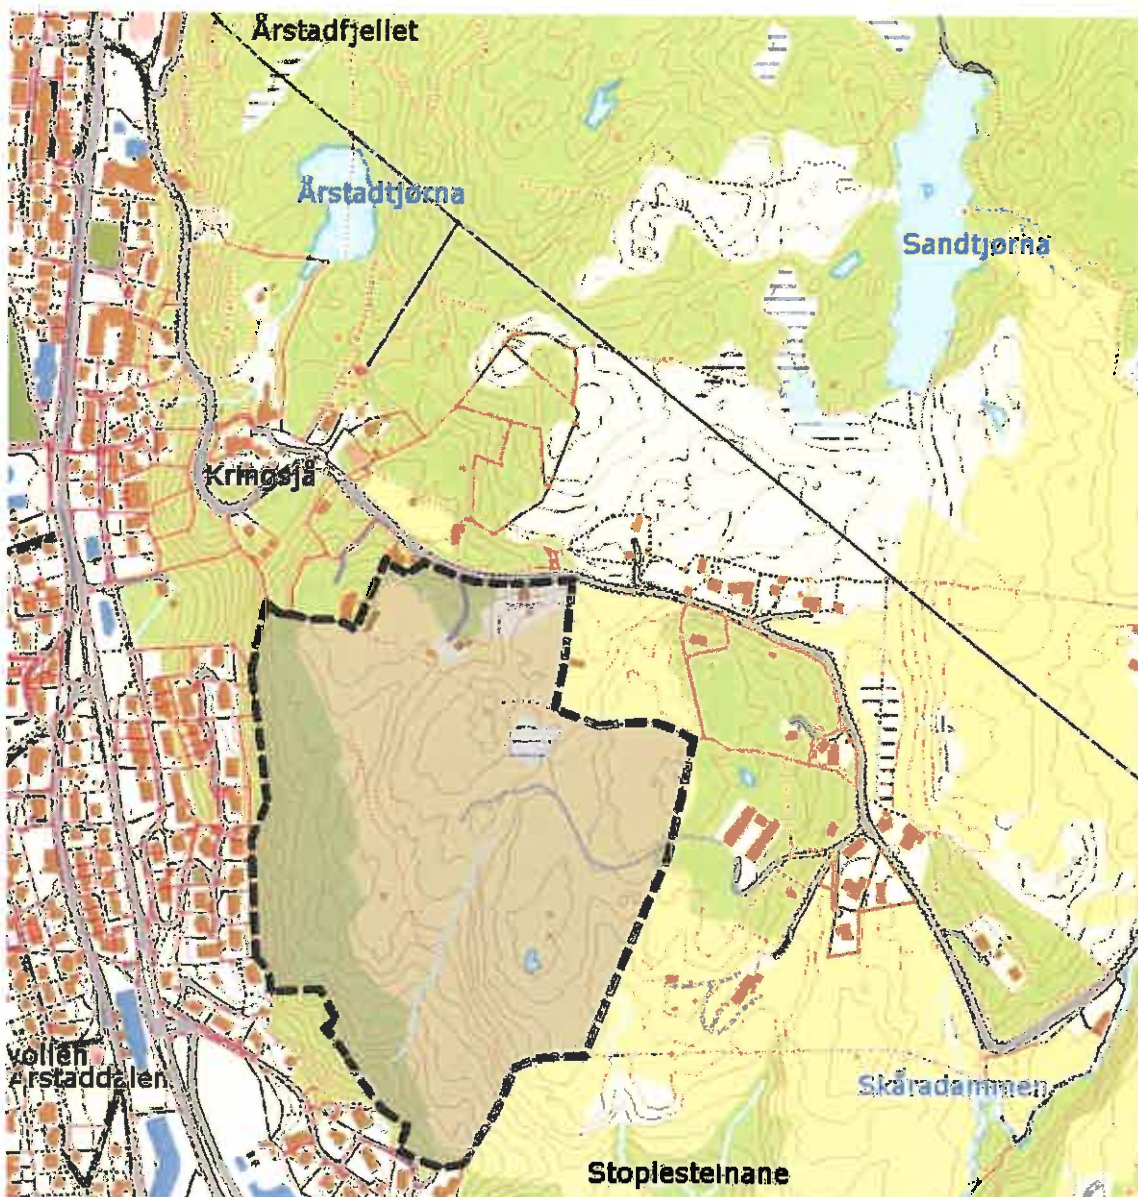 Årstadfjellet
Årstadtjørna
Sandtjørna
Kringsjå
vollen
Årstaddalen
Skåradammen
Stoplesteinane